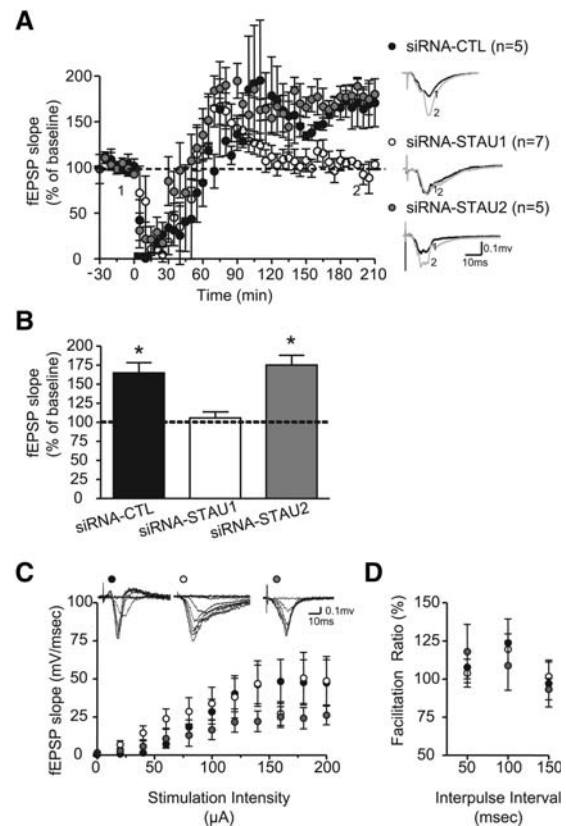 A
siRNA-CTL (n=5)
siRNA-STAU1 (n=7)
siRNA-STAU2 (n=5)
fEPSP slope
(% of baseline)
200
150
100
50
0
1
2
-30
0
30
60
90
120
150
180
210
Time (min)
1
2
1
2
1
2
0.1mv
10ms
B
fEPSP slope
(% of baseline)
175
150
125
100
75
50
25
0
*
*
siRNA-CTL
siRNA-STAU1
siRNA-STAU2
C
0.1mv
10ms
fEPSP slope (mV/msec)
100
75
50
25
0
0
40
80
120
160
200
Stimulation Intensity
(µA)
D
Facilitation Ratio (%)
150
125
100
75
50
50
100
150
Interpulse Interval
(msec)